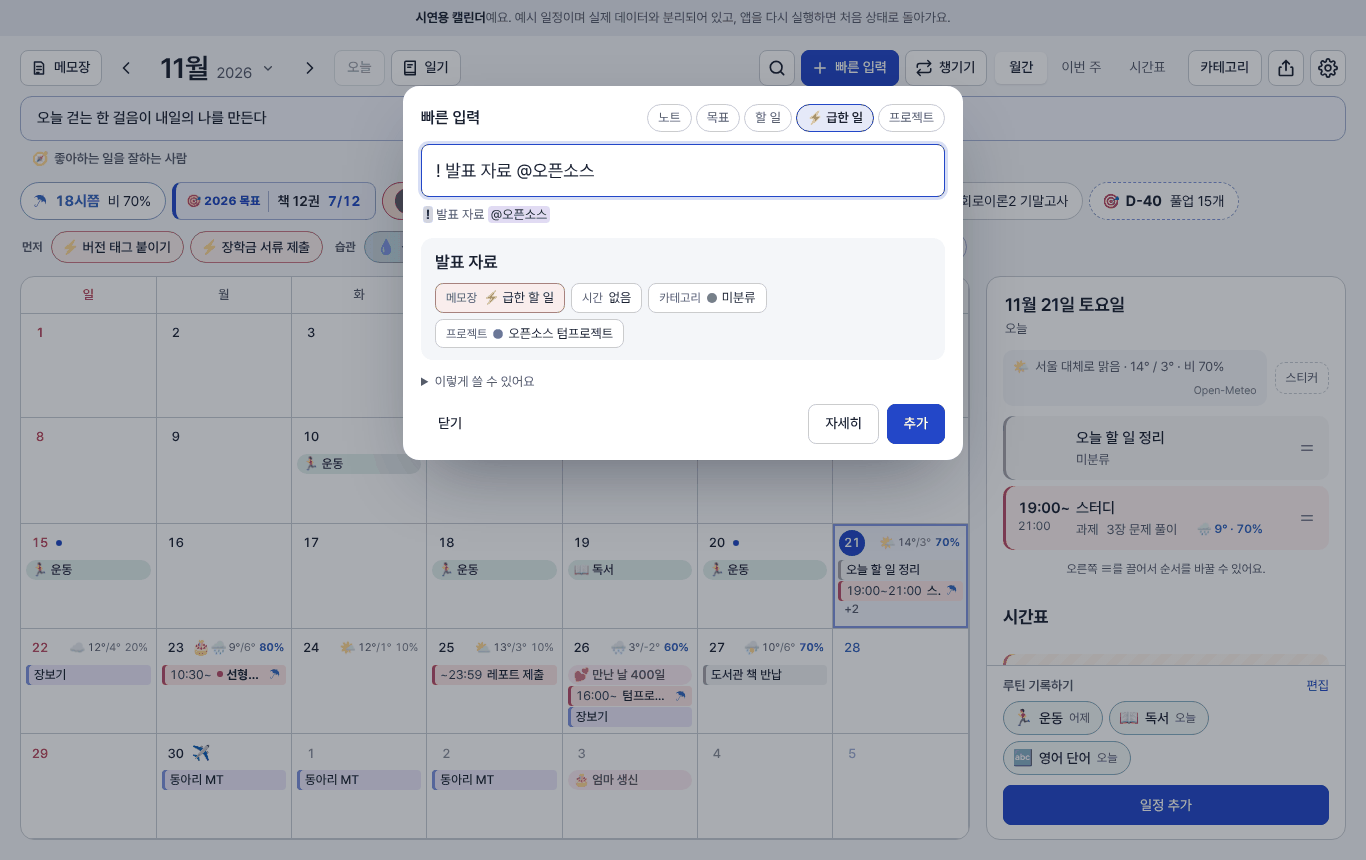 시연용 캘린더예요. 예시 일정이며 실제 데이터와 분리되어 있고, 앱을 다시 실행하면 처음 상태로 돌아가요.
메모장 11월 2026 오늘 일기 빠른 입력 챙기기 월간 이번 주 시간표 카테고리
오늘 걷는 한 걸음이 내일의 나를 만든다
좋아하는 일을 잘하는 사람
18시쯤 비 70% 2026 목표 책 12권 7/12 회로이론2 기말고사 D-40 풀업 15개
먼저 버전 태그 붙이기 장학금 서류 제출 습관
빠른 입력 노트 목표 할 일 급한 일 프로젝트
! 발표 자료 @오픈소스
! 발표 자료 @오픈소스
발표 자료
메모장 급한 할 일 시간 없음 카테고리 미분류
프로젝트 오픈소스 텀프로젝트
이렇게 쓸 수 있어요
닫기 자세히 추가
일 월 화
1 2 3
8 9 10
운동
15 16 17 18 19 20 21 14°/3° 70%
운동 운동 독서 운동 오늘 할 일 정리
19:00~21:00 스.
+2
22 12°/4° 20% 23 9°/6° 80% 24 12°/1° 10% 25 13°/3° 10% 26 3°/-2° 60% 27 10°/6° 70% 28
장보기 10:30~ 선형... ~23:59 레포트 제출 만난 날 400일 도서관 책 반납
16:00~ 텀프로...
장보기
29 30 1 2 3 4 5
동아리 MT 동아리 MT 동아리 MT 엄마 생신
11월 21일 토요일
오늘
서울 대체로 맑음 · 14° / 3° · 비 70%
Open-Meteo
스티커
오늘 할 일 정리
미분류
19:00~ 스터디
21:00 과제 3장 문제 풀이 9° · 70%
오른쪽 ≡를 끌어서 순서를 바꿀 수 있어요.
시간표
루틴 기록하기 편집
운동 어제 독서 오늘
abc 영어 단어 오늘
일정 추가